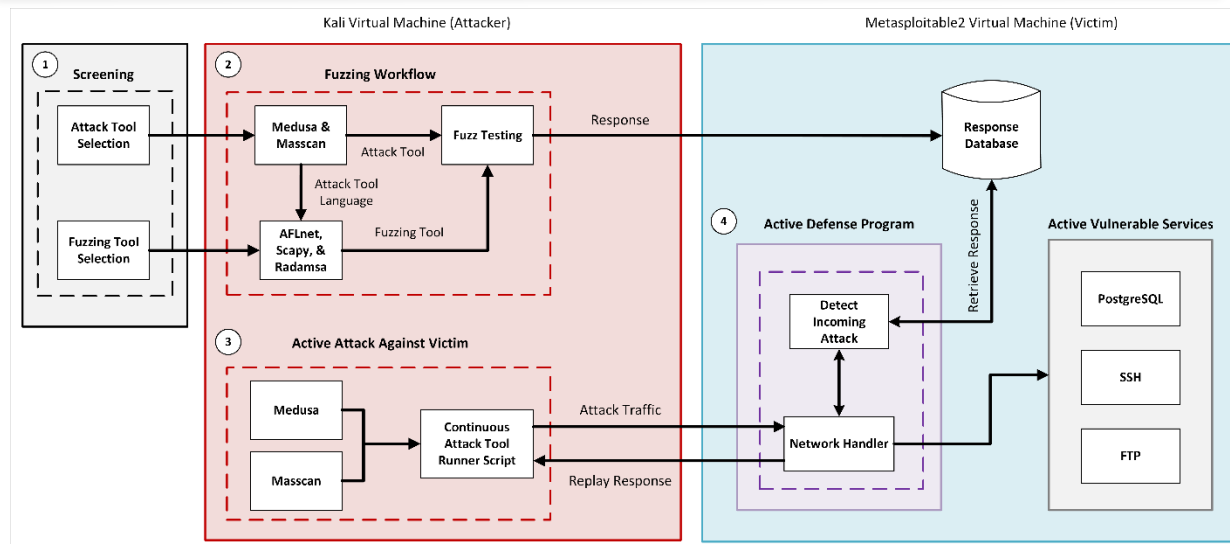 Kali Virtual Machine (Attacker)
Metasploitable2 Virtual Machine (Victim)
1
Screening
Attack Tool
Selection
Fuzzing Tool
Selection
2
Fuzzing Workflow
Medusa &
Masscan
Attack Tool
Fuzz Testing
Attack Tool
Language
AFLnet,
Scapy, &
Radamsa
Fuzzing Tool
Response
Response
Database
Retrieve Response
3
Active Attack Against Victim
Medusa
Masscan
Continuous
Attack Tool
Runner Script
Attack Traffic
Replay Response
4
Active Defense Program
Detect
Incoming
Attack
Network Handler
Active Vulnerable Services
PostgreSQL
SSH
FTP